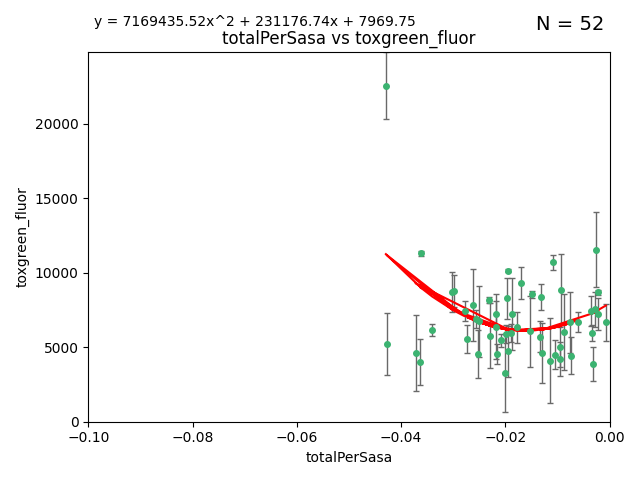 y = 7169435.52x^2 + 231176.74x + 7969.75
N = 52
totalPerSasa vs toxgreen_fluor
toxgreen_fluor
20000
15000
10000
5000
0
−0.10 −0.08 −0.06 −0.04 −0.02 0.00
totalPerSasa